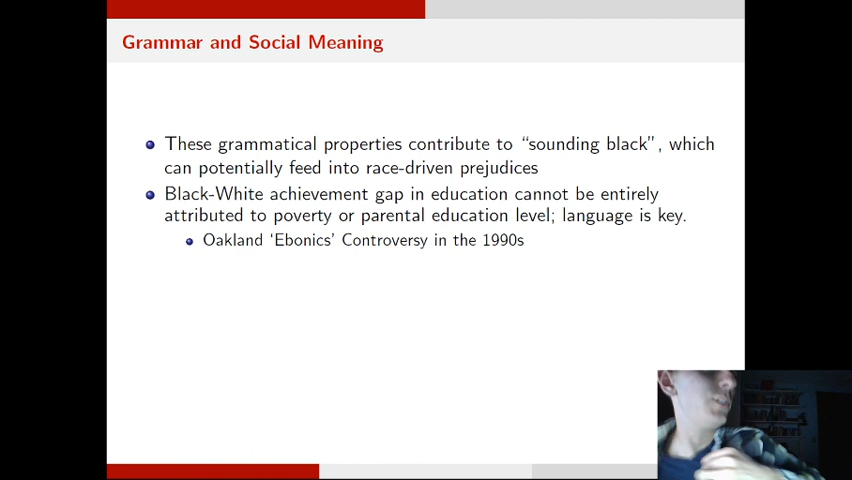 Grammar and Social Meaning
These grammatical properties contribute to “sounding black”, which
can potentially feed into race-driven prejudices
Black-White achievement gap in education cannot be entirely
attributed to poverty or parental education level; language is key.
Oakland ‘Ebonics’ Controversy in the 1990s